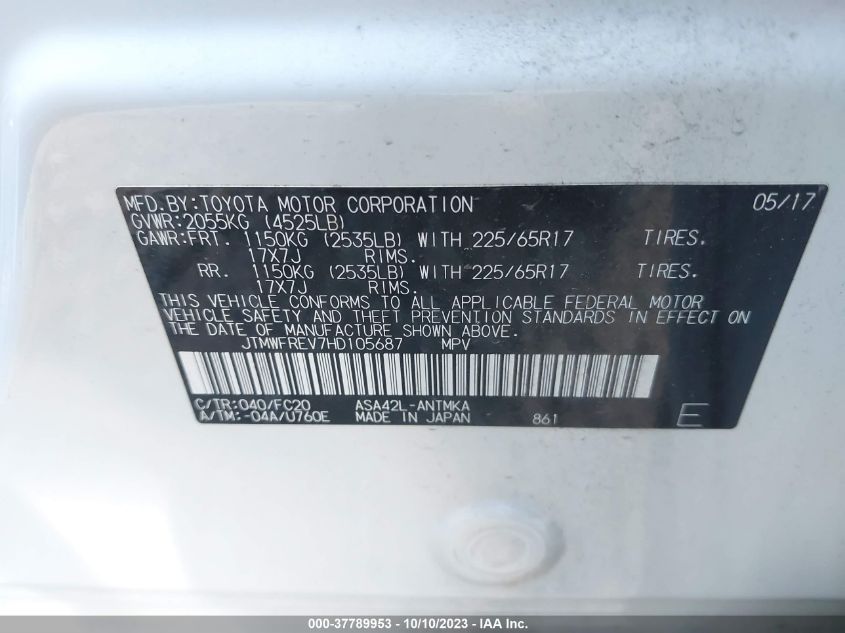 MFD.BY:TOYOTA MOTOR CORPORATION 05/17
GVWR:2055KG (4525LB)
GAWR:FRT. 1150KG (2535LB) WITH 225/65R17 TIRES.
17X7J RIMS.
RR. 1150KG (2535LB) WITH 225/65R17 TIRES.
17X7J RIMS.
THIS VEHICLE CONFORMS TO ALL APPLICABLE FEDERAL MOTOR
VEHICLE SAFETY AND THEFT PREVENTION STANDARDS IN EFFECT ON
THE DATE OF MANUFACTURE SHOWN ABOVE.
JTMWFREV7HD105687 MPV
C/TR:040/FC20 ASA42L-ANTMKA
A/TM:-04A/U760E MADE IN JAPAN 861 E
000-37789953 - 10/10/2023 - IAA Inc.